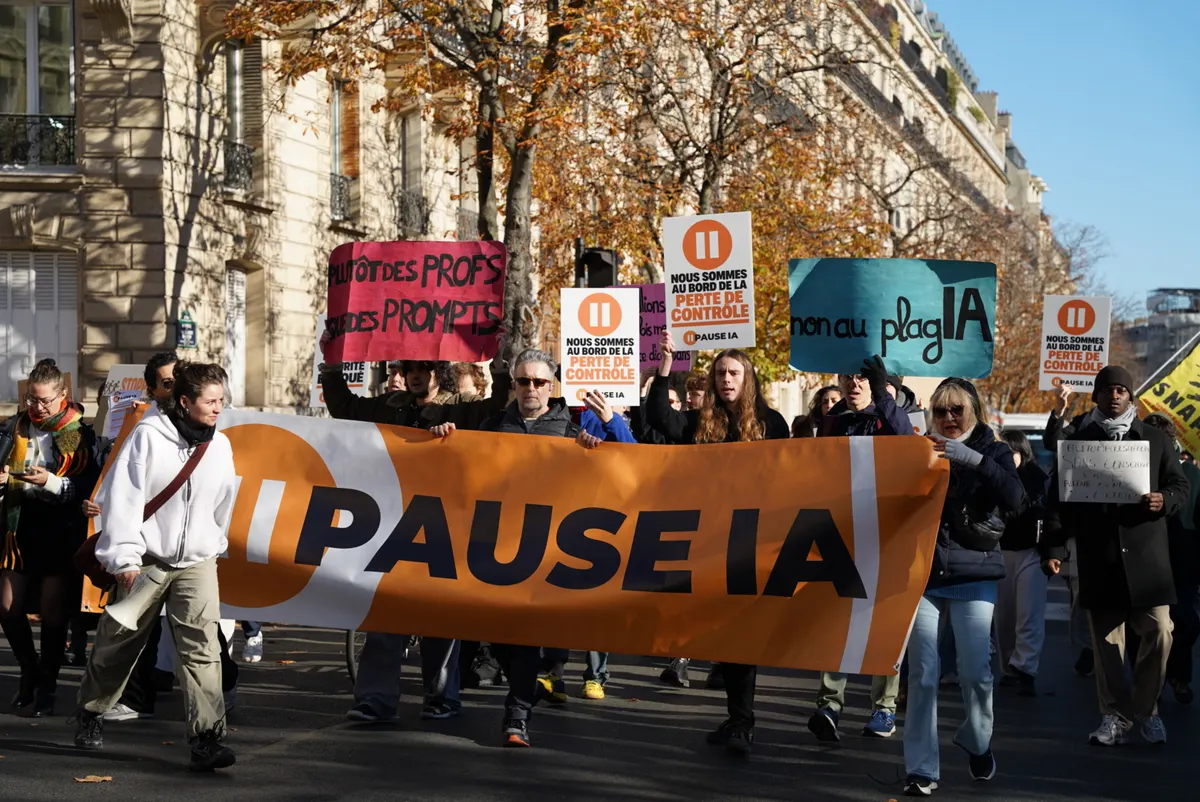 PLUTÔT DES PROFS
QUE DES PROMPTS
NOUS SOMMES
AU BORD DE LA
PERTE DE
CONTRÔLE
PAUSE IA
NOUS SOMMES
AU BORD DE LA
PERTE DE
CONTRÔLE
PAUSE IA
non au plagIA
NOUS SOMMES
AU BORD DE LA
PERTE DE
CONTRÔLE
PAUSE IA
PAUSE IA